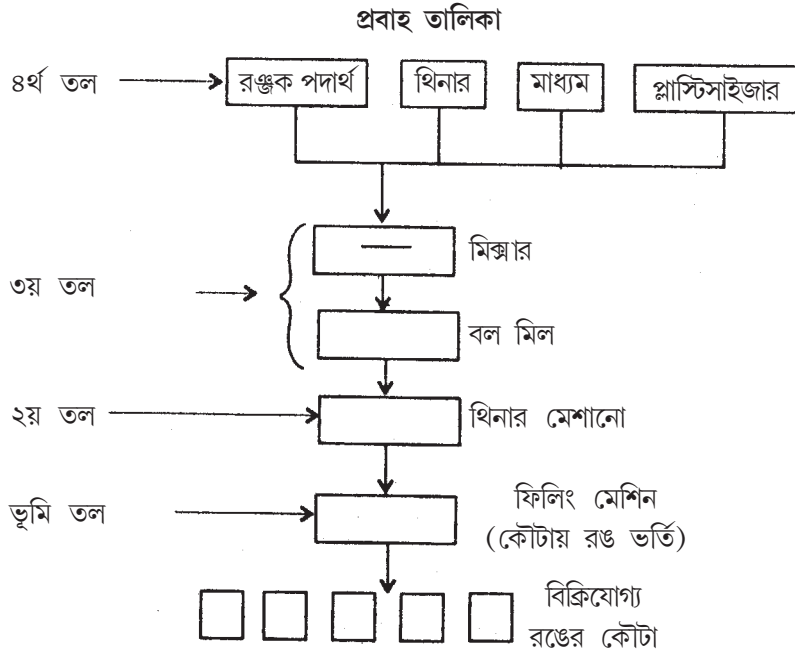 প্রবাহ তালিকা
৪র্থ তল
রঞ্জক পদার্থ
থিনার
মাধ্যম
প্লাস্টিসাইজার
৩য় তল
মিক্সার
বল মিল
২য় তল
থিনার মেশানো
ভূমি তল
ফিলিং মেশিন
(কৌটায় রঙ ভর্তি)
বিক্রিযোগ্য
রঙের কৌটা